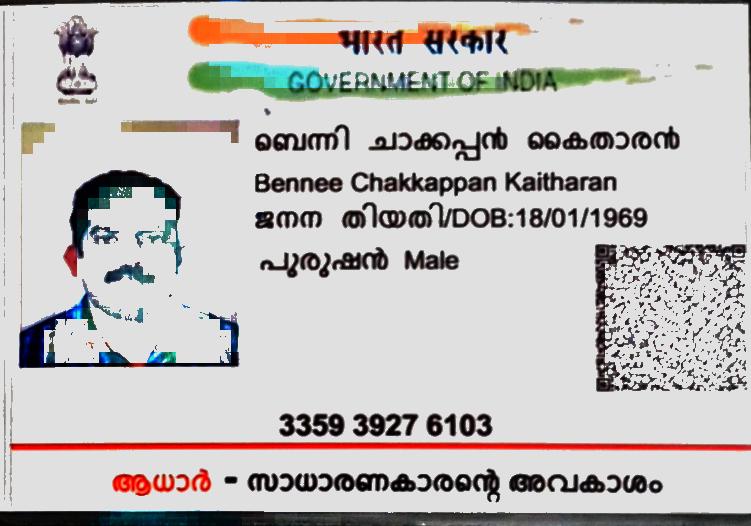 भारत सरकार
GOVERNMENT OF INDIA
ബെന്നി ചാക്കപ്പൻ കൈതാരൻ
Bennee Chakkappan Kaitharan
ജനന തിയതി/DOB:18/01/1969
പുരുഷൻ Male
3359 3927 6103
ആധാർ - സാധാരണകാരന്റെ അവകാശം